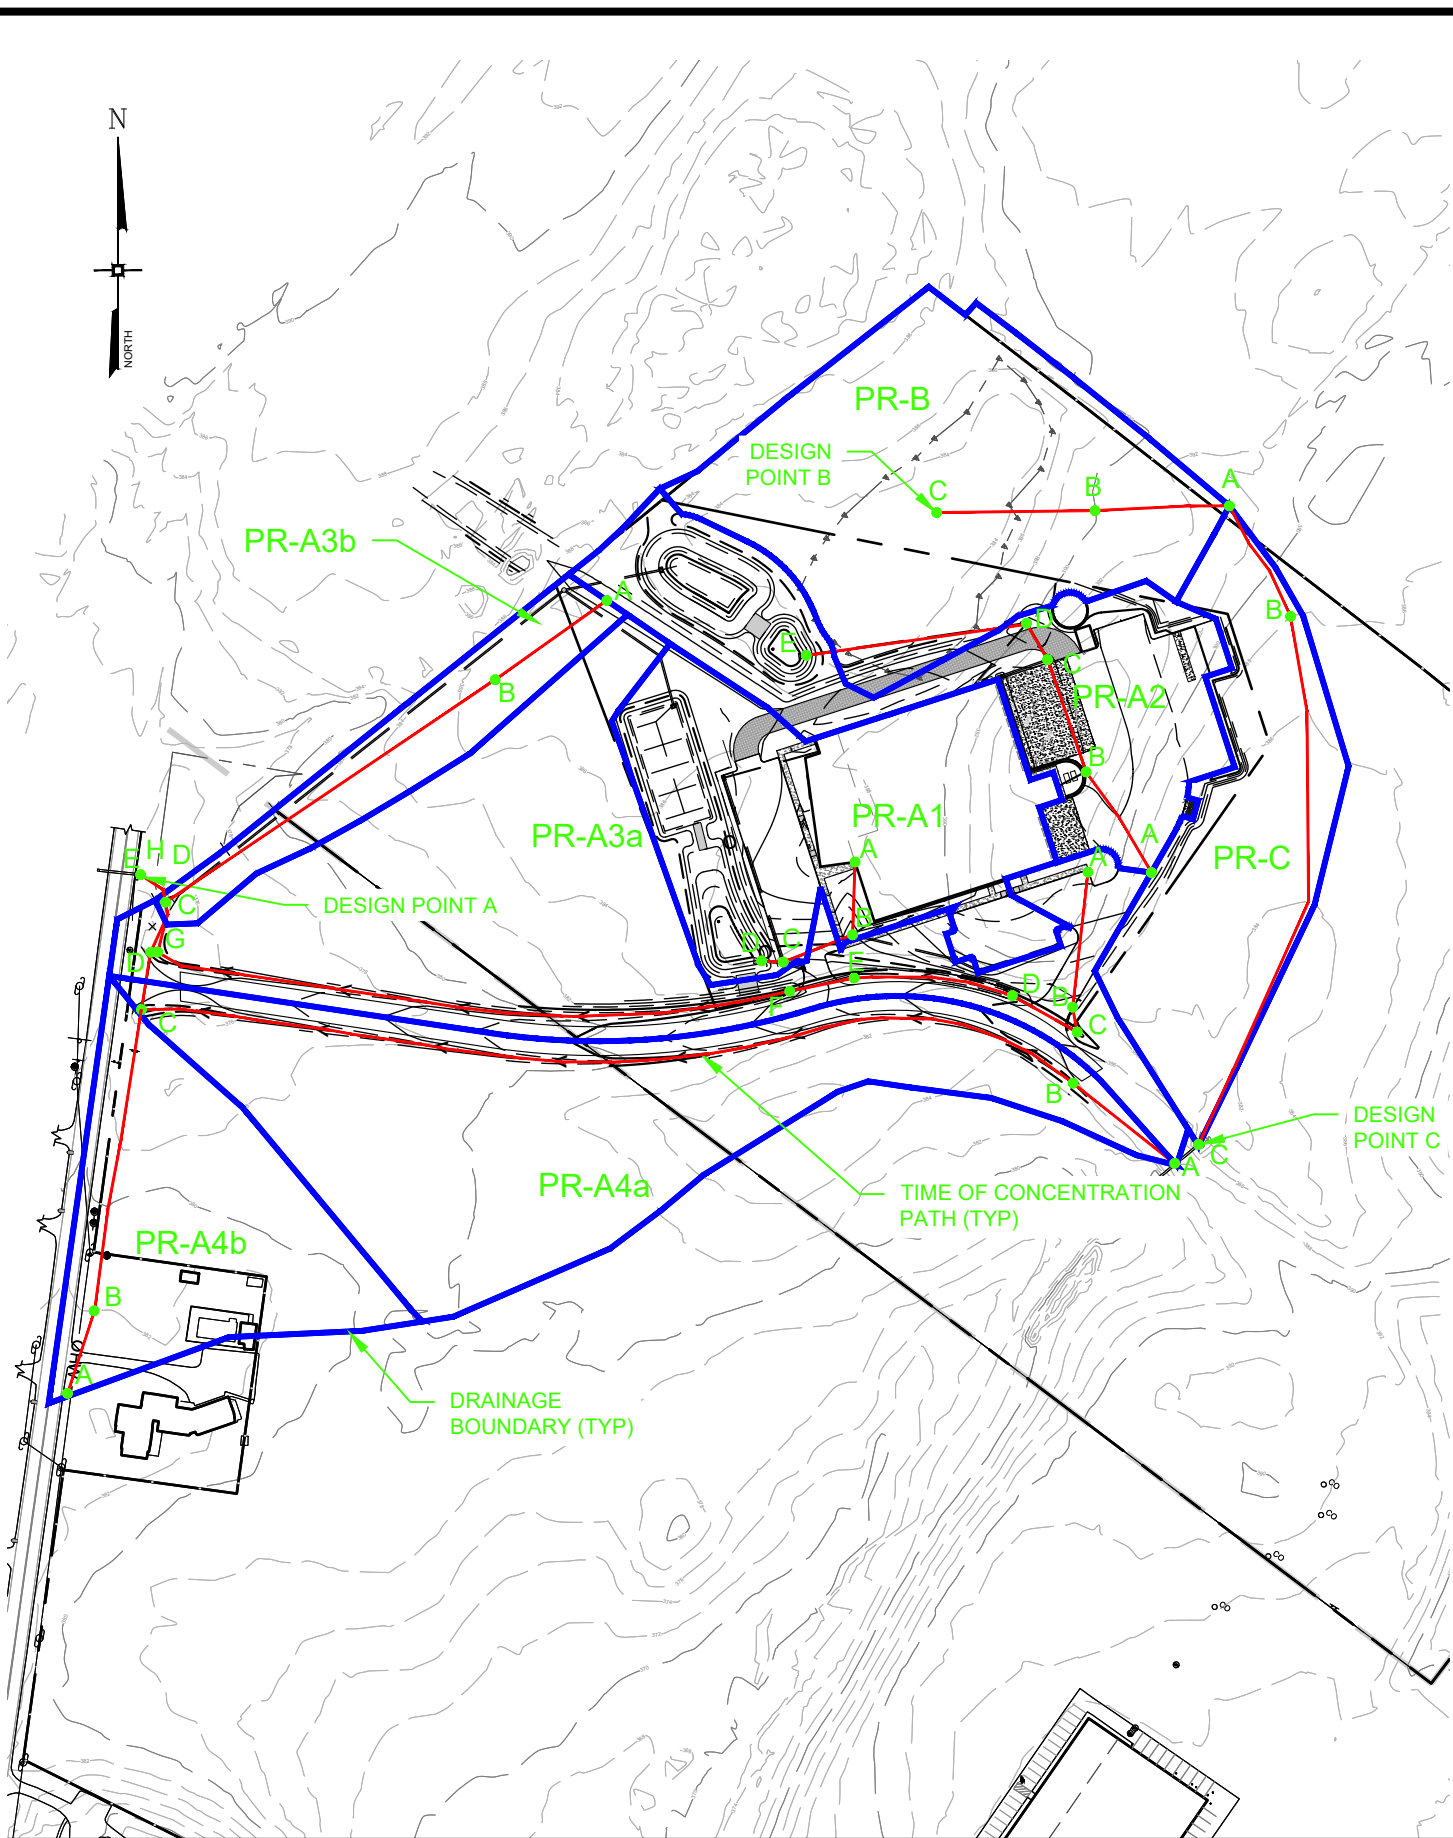 N
NORTH
PR-B
DESIGN
POINT B
C
B
A
PR-A3b
A
B
B
E
D
C
PR-A2
B
A
PR-A3a
PR-A1
A
A
PR-C
E
H
D
C
DESIGN POINT A
G
D
B
D
C
E
F
D
B
C
C
B
DESIGN
POINT C
C
A
PR-A4a
TIME OF CONCENTRATION
PATH (TYP)
PR-A4b
B
A
DRAINAGE
BOUNDARY (TYP)